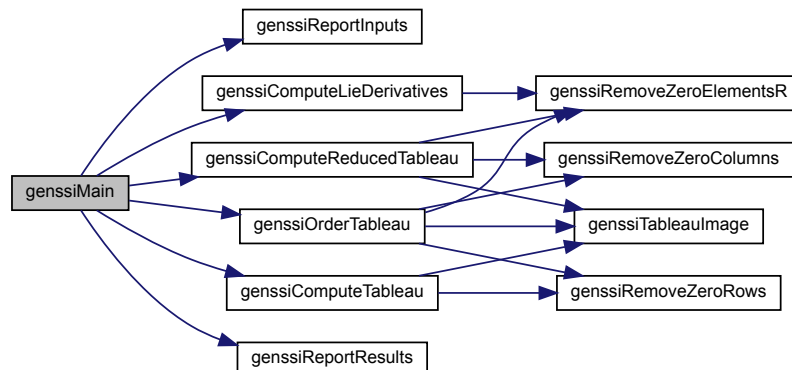 genssiMain
genssiReportInputs
genssiComputeLieDerivatives
genssiComputeReducedTableau
genssiOrderTableau
genssiComputeTableau
genssiReportResults
genssiRemoveZeroElementsR
genssiRemoveZeroColumns
genssiTableauImage
genssiRemoveZeroRows